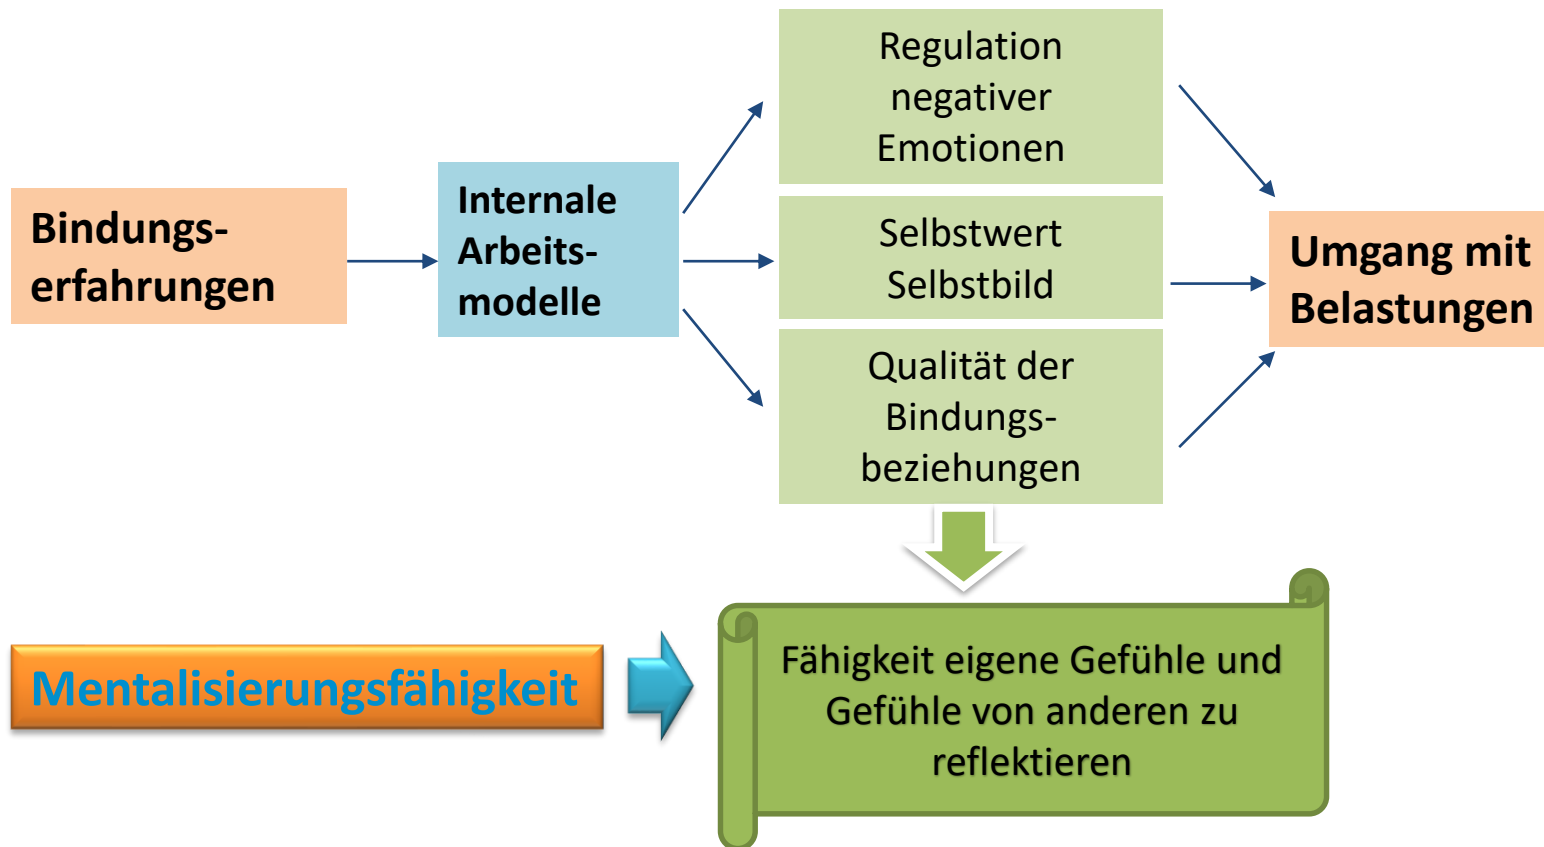 Bindungs-
erfahrungen
Internale
Arbeits-
modelle
Regulation
negativer
Emotionen
Selbstwert
Selbstbild
Qualität der
Bindungs-
beziehungen
Umgang mit
Belastungen
Mentalisierungsfähigkeit
Fähigkeit eigene Gefühle und
Gefühle von anderen zu
reflektieren